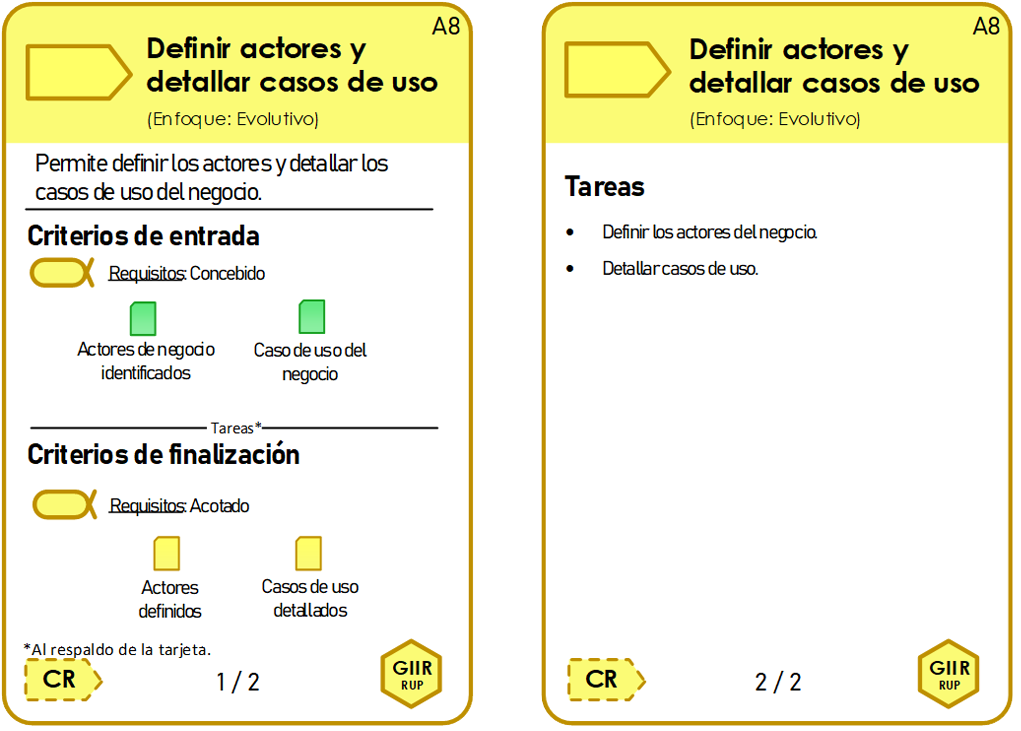 A8
Definir actores y
detallar casos de uso
(Enfoque: Evolutivo)
Permite definir los actores y detallar los
casos de uso del negocio.
Criterios de entrada
Requisitos: Concebido
Actores de negocio
identificados
Caso de uso del
negocio
Tareas*
Criterios de finalización
Requisitos: Acotado
Actores
definidos
Casos de uso
detallados
*Al respaldo de la tarjeta.
CR
1 / 2
GIIR
RUP
A8
Definir actores y
detallar casos de uso
(Enfoque: Evolutivo)
Tareas
• Definir los actores del negocio.
• Detallar casos de uso.
CR
2 / 2
GIIR
RUP